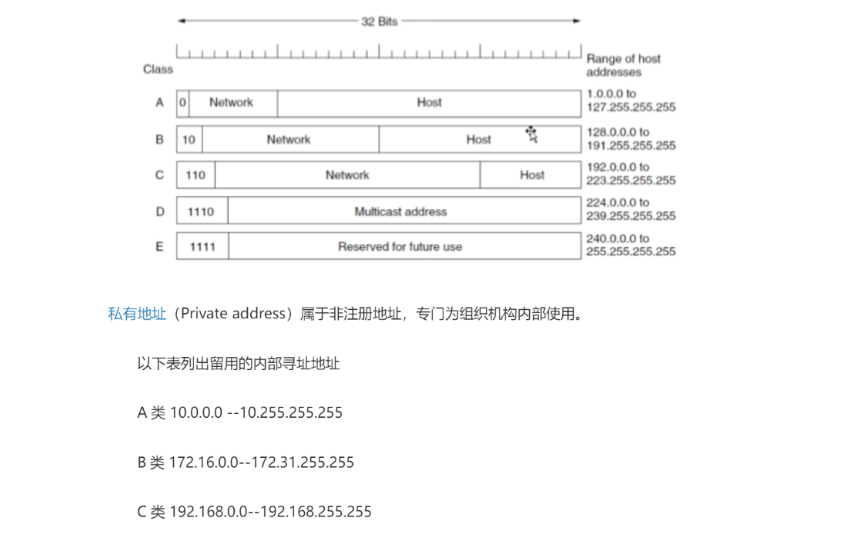 32 Bits
Class
Range of host
addresses
A 0 Network Host 1.0.0.0 to
127.255.255.255
B 10 Network Host 128.0.0.0 to
191.255.255.255
C 110 Network Host 192.0.0.0 to
223.255.255.255
D 1110 Multicast address 224.0.0.0 to
239.255.255.255
E 1111 Reserved for future use 240.0.0.0 to
255.255.255.255
私有地址（Private address）属于非注册地址，专门为组织机构内部使用。
以下表列出留用的内部寻址地址
A 类 10.0.0.0 --10.255.255.255
B 类 172.16.0.0--172.31.255.255
C 类 192.168.0.0--192.168.255.255